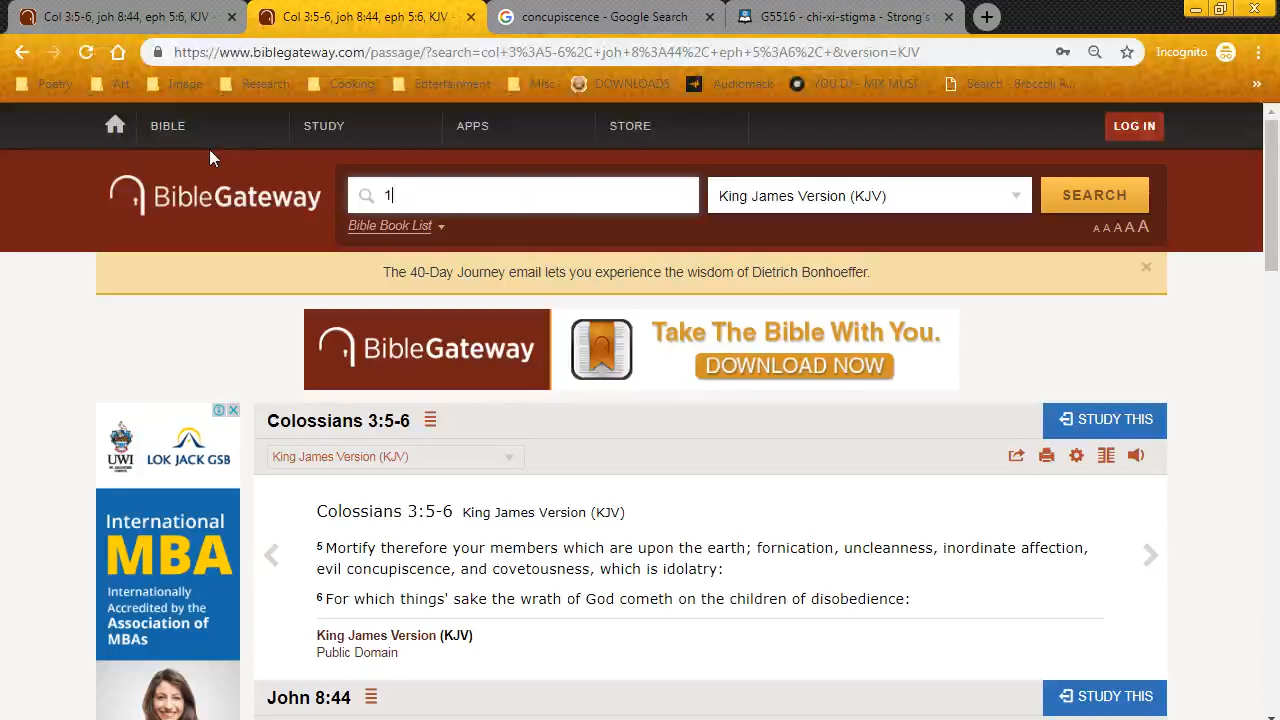 Col 3:5-6, joh 8:44, eph 5:6, KJV -
Col 3:5-6, joh 8:44, eph 5:6, KJV -
concupiscence - Google Search
G5516 - chi-xi-stigma - Strong's
https://www.biblegateway.com/passage/?search=col+3%3A5-6%2C+joh+8%3A44%2C+eph+5%3A6%2C+&version=KJV
Incognito
Poetry
Art
Image
Research
Cooking
Entertainment
Misc
DOWNLOADS
Audiomack
YOU.DJ - MIX MUSI
Search - Broccoli Ru
»
BIBLE
STUDY
APPS
STORE
LOG IN
BibleGateway
1
King James Version (KJV)
SEARCH
Bible Book List
A A A A A
The 40-Day Journey email lets you experience the wisdom of Dietrich Bonhoeffer.
BibleGateway
Take The Bible With You.
DOWNLOAD NOW
Colossians 3:5-6
STUDY THIS
UWI
LOK JACK GSB
King James Version (KJV)
International
MBA
Internationally
Accredited by the
Association of
MBAs
Colossians 3:5-6 King James Version (KJV)
5 Mortify therefore your members which are upon the earth; fornication, uncleanness, inordinate affection,
evil concupiscence, and covetousness, which is idolatry:
6 For which things' sake the wrath of God cometh on the children of disobedience:
King James Version (KJV)
Public Domain
John 8:44
STUDY THIS